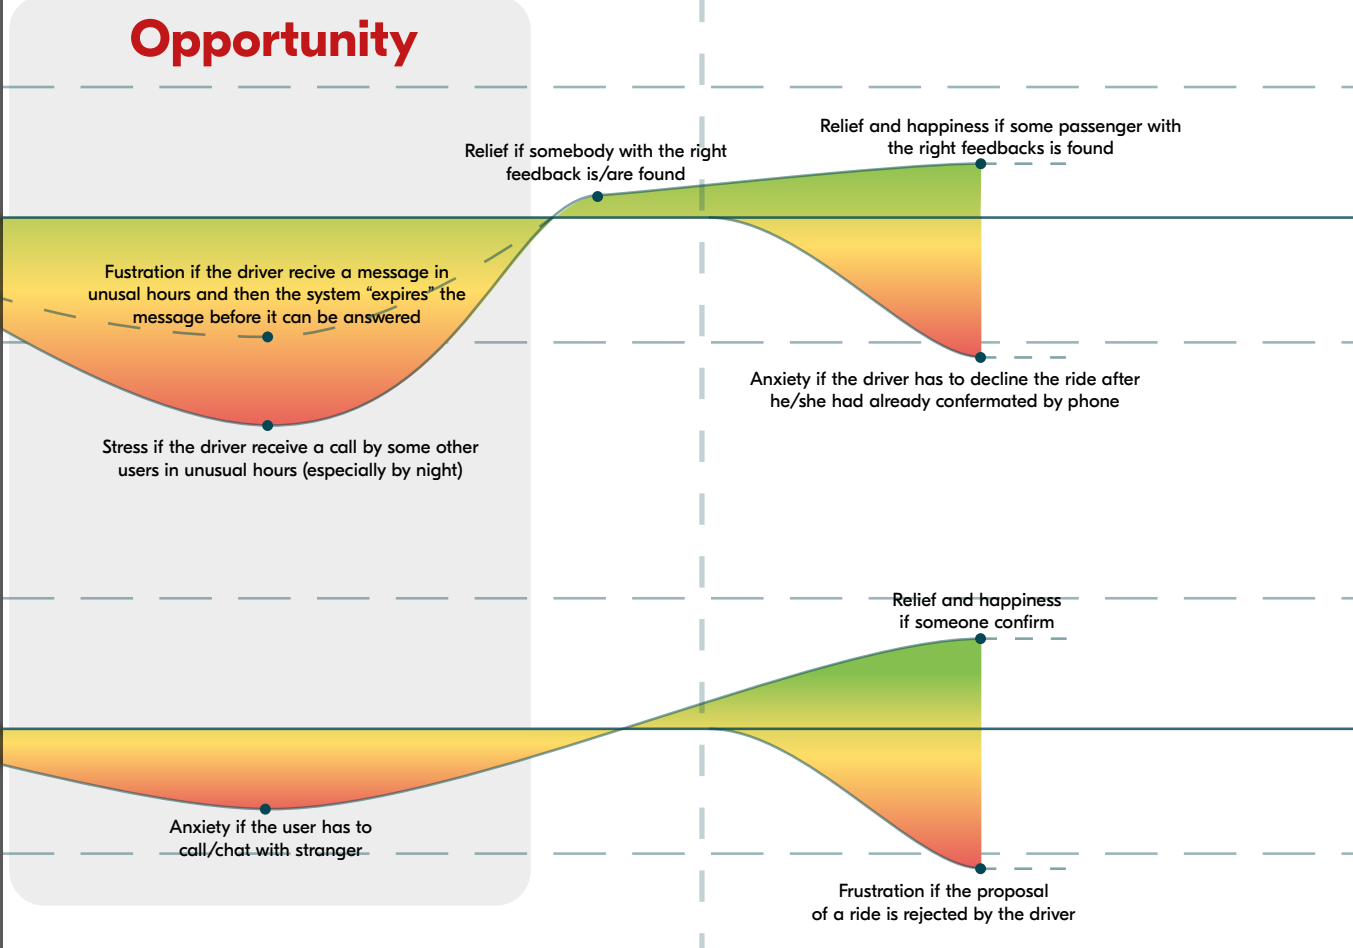 Opportunity
Relief if somebody with the right
feedback is/are found
Relief and happiness if some passenger with
the right feedbacks is found
Fustration if the driver recive a message in
unusal hours and then the system “expires” the
message before it can be answered
Stress if the driver receive a call by some other
users in unusual hours (especially by night)
Anxiety if the driver has to decline the ride after
he/she had already confermated by phone
Relief and happiness
if someone confirm
Anxiety if the user has to
call/chat with stranger
Frustration if the proposal
of a ride is rejected by the driver